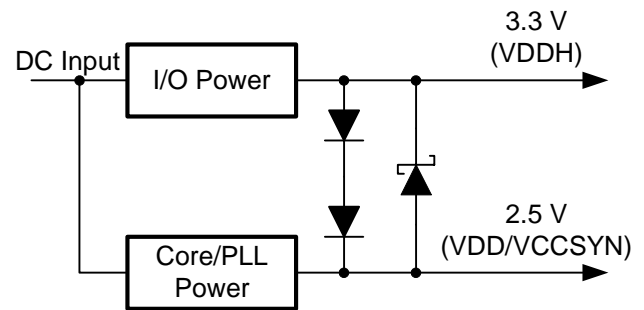 3.3 V
(VDDH)
DC Input
I/O Power
2.5 V
(VDD/VCCSYN)
Core/PLL
Power